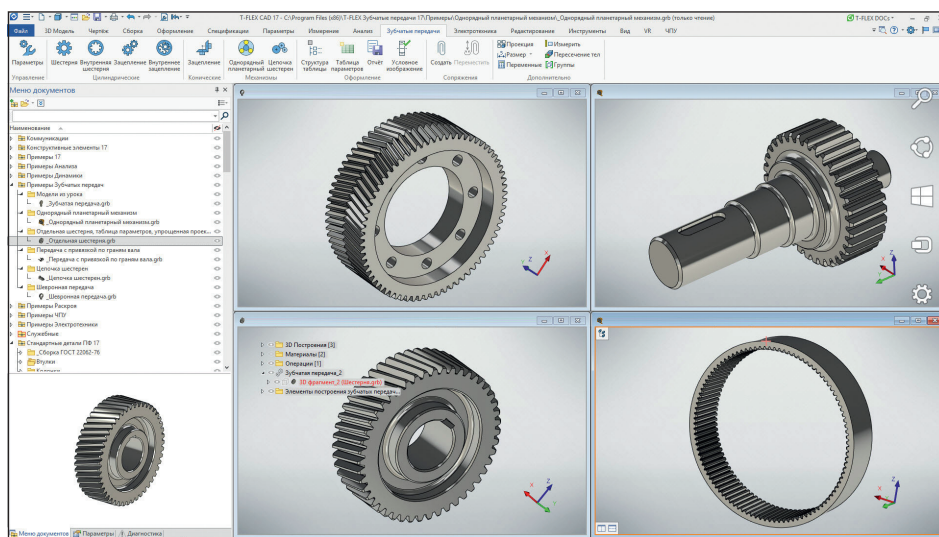 T-FLEX CAD 17 - C:\Program Files (x86)\T-FLEX Зубчатые передачи 17\Примеры\Однорядный планетарный механизм\_Однорядный планетарный механизм.grb (только чтение)
T-FLEX DOCs
Файл 3D Модель Чертёж Сборка Оформление Спецификации Параметры Измерение Анализ Зубчатые передачи Электротехника Редактирование Инструменты Вид VR ЧПУ
Параметры Шестерня Внутренняя шестерня Зацепление Внутреннее зацепление Зацепление Однорядный планетарный Цепочка шестерен Структура таблицы Таблица параметров Отчёт Условное изображение Создать Переместить
Проекция Измерить
Размер Пересечение тел
Переменные Группы
Управление Цилиндрические Конические Механизмы Оформление Сопряжения Дополнительно
Меню документов
Наименование
Коммуникации
Конструктивные элементы 17
Примеры 17
Примеры Анализа
Примеры Динамики
Примеры Зубчатых передач
Модели из урока
_Зубчатая передача.grb
Однорядный планетарный механизм
_Однорядный планетарный механизм.grb
Отдельная шестерня, таблица параметров, упрощенная проек...
_Отдельная шестерня.grb
Передача с привязкой по граням вала
_Передача с привязкой по граням вала.grb
Цепочка шестерен
_Цепочка шестерен.grb
Шевронная передача
_Шевронная передача.grb
Примеры Раскроя
Примеры ЧПУ
Примеры Электротехники
Служебные
Стандартные детали ПФ 17
_Сборка ГОСТ 22062-76
Втулки
Колонки
3D Построения [3]
Материалы [2]
Операции [1]
Зубчатая передача_2
3D фрагмент_2 (Шестерня.grb)
Элементы построения зубчатых передач...
Меню документов Параметры Диагностика